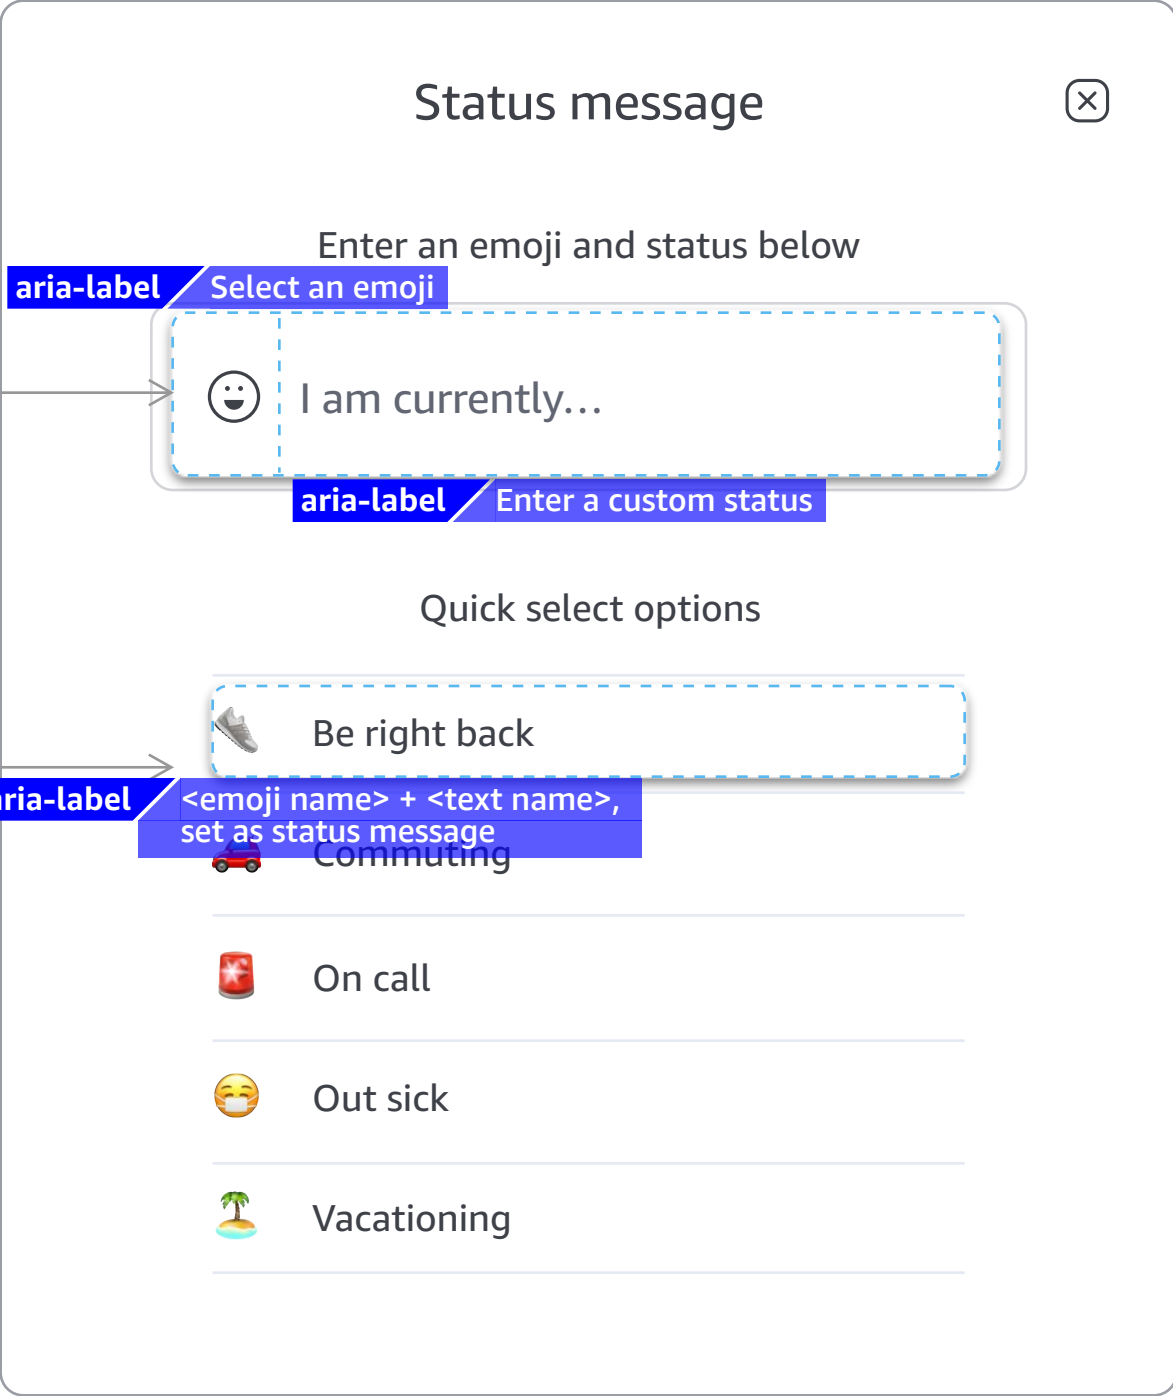 Status message
Enter an emoji and status below
aria-label Select an emoji
I am currently...
aria-label Enter a custom status
Quick select options
Be right back
ria-label <emoji name> + <text name>,
set as status message
Commuting
On call
Out sick
Vacationing